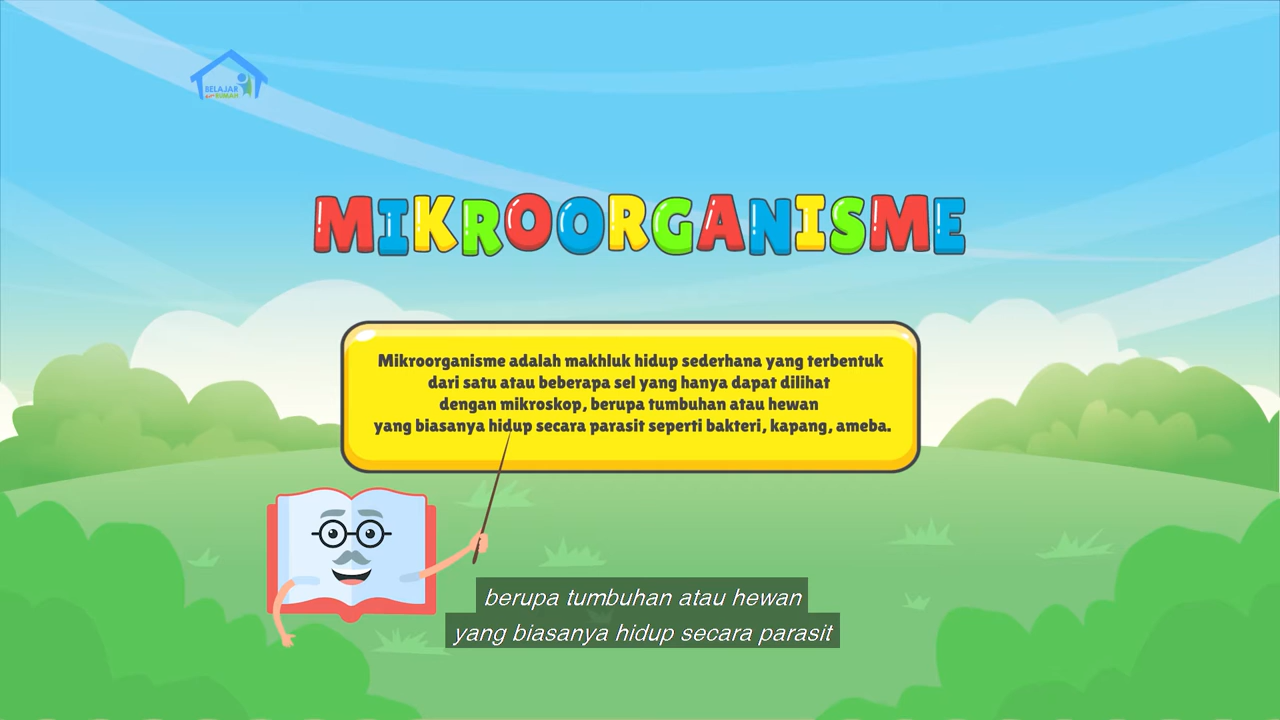 BELAJAR
dari RUMAH
MIKROORGANISME
Mikroorganisme adalah makhluk hidup sederhana yang terbentuk
dari satu atau beberapa sel yang hanya dapat dilihat
dengan mikroskop, berupa tumbuhan atau hewan
yang biasanya hidup secara parasit seperti bakteri, kapang, ameba.
berupa tumbuhan atau hewan
yang biasanya hidup secara parasit